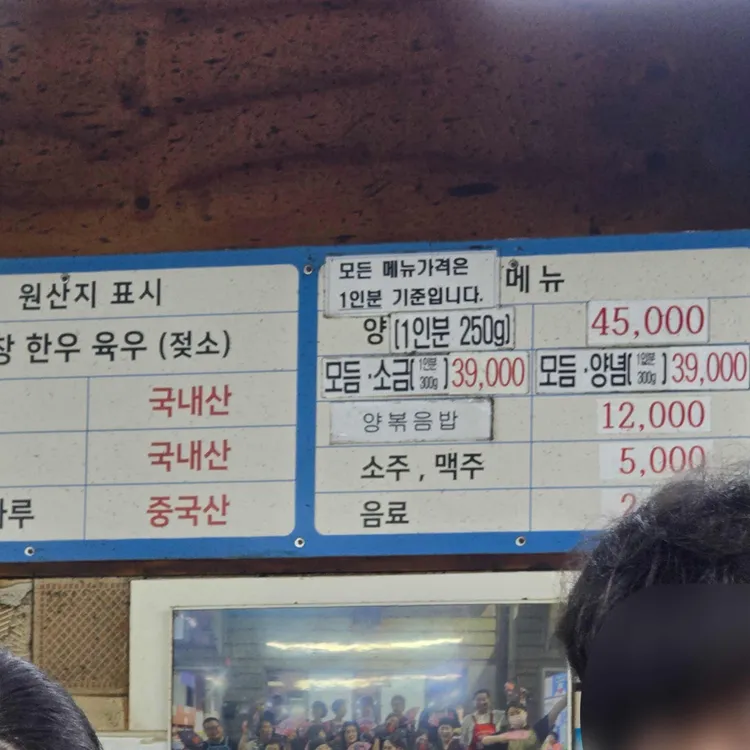 원산지 표시
창 한우 육우 (젖소)
국내산
국내산
루 중국산
모든 메뉴가격은
1인분 기준입니다.
메뉴
양 (1인분 250g) 45,000
모듬·소금( 1인분 300g ) 39,000 모듬·양념( 1인분 300g ) 39,000
양볶음밥 12,000
소주, 맥주 5,000
음료 2